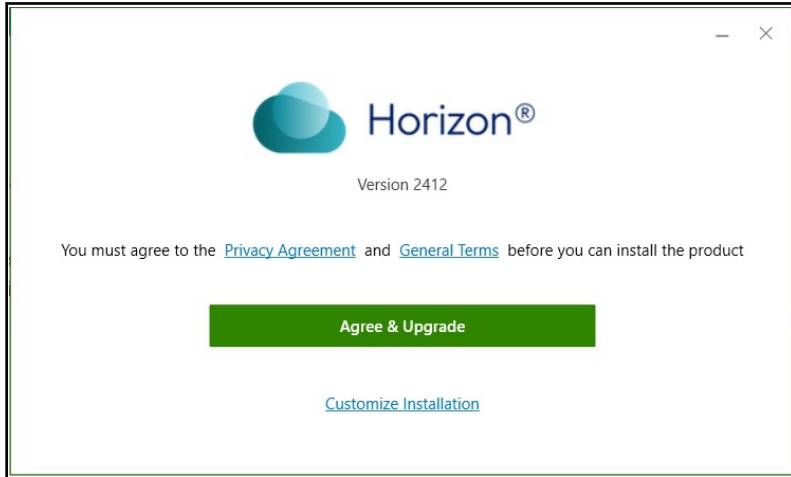 Horizon®
Version 2412
You must agree to the Privacy Agreement and General Terms before you can install the product
Agree & Upgrade
Customize Installation